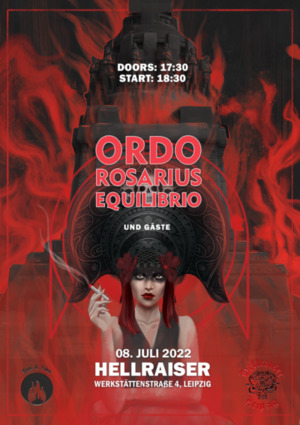 DOORS: 17:30
START: 18:30
ORDO
ROSARIUS
EQUILIBRIO
UND GÄSTE
08. JULI 2022
HELLRAISER
WERKSTÄTTENSTRAßE 4, LEIPZIG